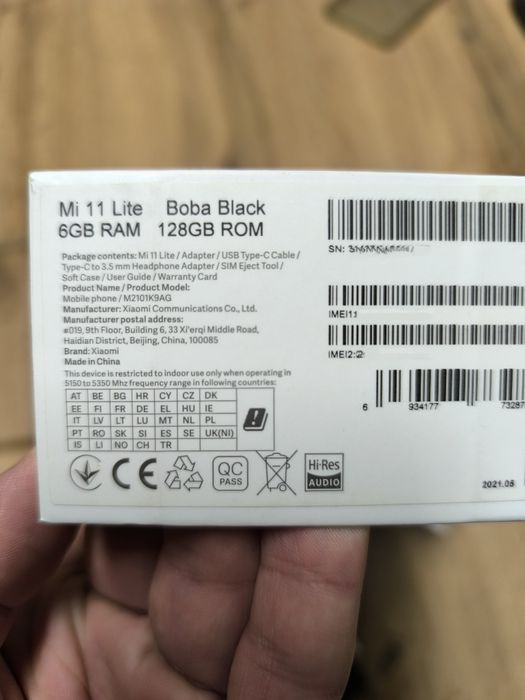 Mi 11 Lite Boba Black
6GB RAM 128GB ROM
Package contents: Mi 11 Lite / Adapter / USB Type-C Cable /
Type-C to 3.5 mm Headphone Adapter / SIM Eject Tool /
Soft Case / User Guide / Warranty Card
Product Name / Product Model:
Mobile phone / M2101K9AG
Manufacturer: Xiaomi Communications Co., Ltd.
Manufacturer postal address:
#019, 9th Floor, Building 6, 33 Xi'erqi Middle Road,
Haidian District, Beijing, China, 100085
Brand: Xiaomi
Made in China
This device is restricted to indoor use only when operating in
5150 to 5350 Mhz frequency range in following countries:
AT BE BG HR CY CZ DK
EE FI FR DE EL HU IE
IT LV LT LU MT NL PL
PT RO SK SI ES SE UK(NI)
IS LI NO CH TR
CE
QC
PASS
Hi-Res
AUDIO
SN:
IMEI1
IMEI2:
6 934177 73287
2021.05